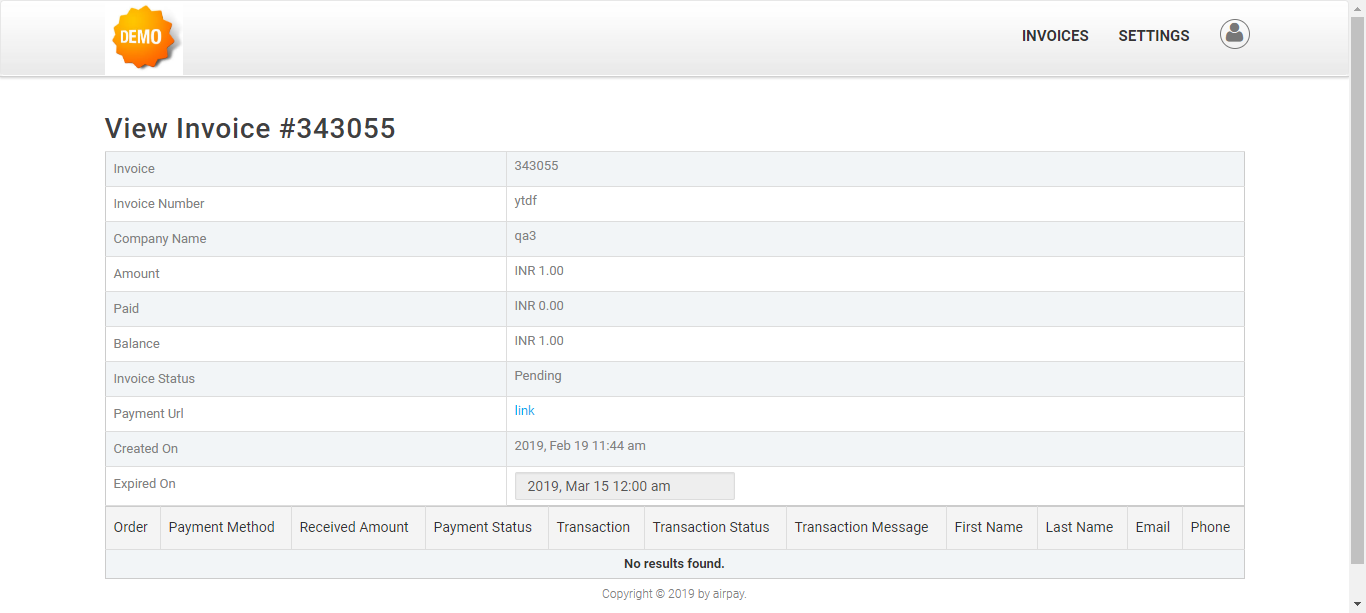 DEMO
INVOICES SETTINGS
View Invoice #343055
Invoice 343055
Invoice Number ytdf
Company Name qa3
Amount INR 1.00
Paid INR 0.00
Balance INR 1.00
Invoice Status Pending
Payment Url link
Created On 2019, Feb 19 11:44 am
Expired On 2019, Mar 15 12:00 am
Order Payment Method Received Amount Payment Status Transaction Transaction Status Transaction Message First Name Last Name Email Phone
No results found.
Copyright © 2019 by airpay.